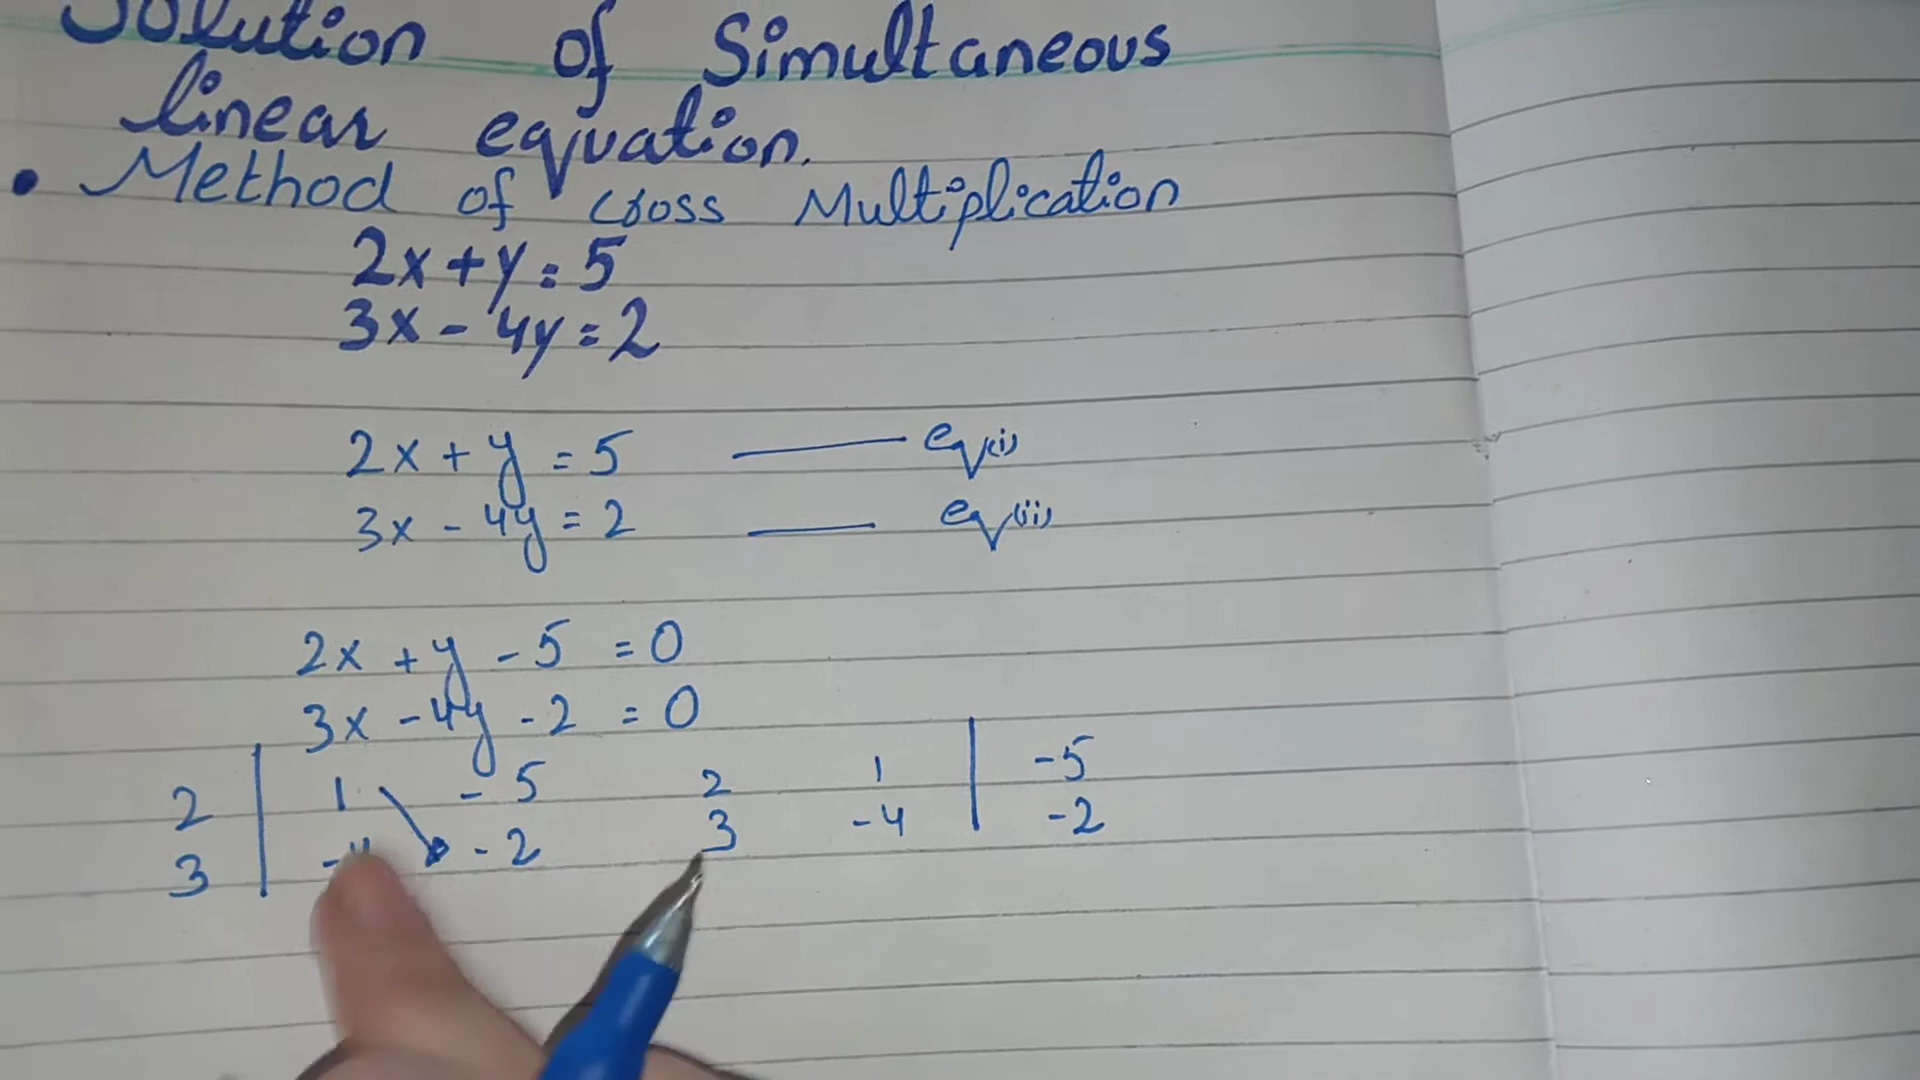 Solution of Simultaneous
linear equation.
• Method of cross Multiplication
2x + y = 5
3x - 4y = 2
2x + y = 5 —— eq(i)
3x - 4y = 2 —— eq(ii)
2x + y - 5 = 0
3x - 4y - 2 = 0
2 | 1 - 5 2 1 | -5
3 | -4 - 2 3 -4 | -2